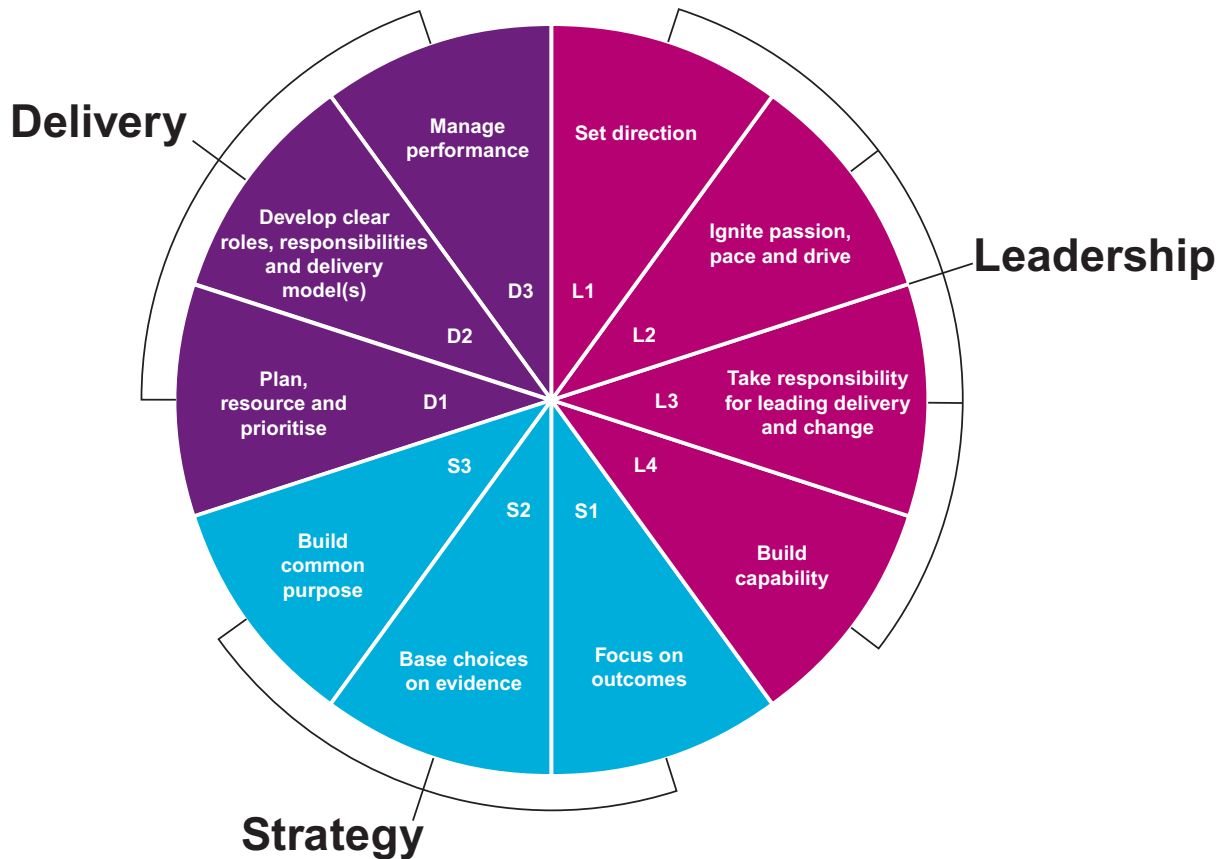 Delivery
Leadership
Strategy
Set direction
L1
Ignite passion,
pace and drive
L2
Take responsibility
for leading delivery
and change
L3
Build
capability
L4
Focus on
outcomes
S1
Base choices
on evidence
S2
Build
common
purpose
S3
Plan,
resource and
prioritise
D1
Develop clear
roles, responsibilities
and delivery
model(s)
D2
Manage
performance
D3